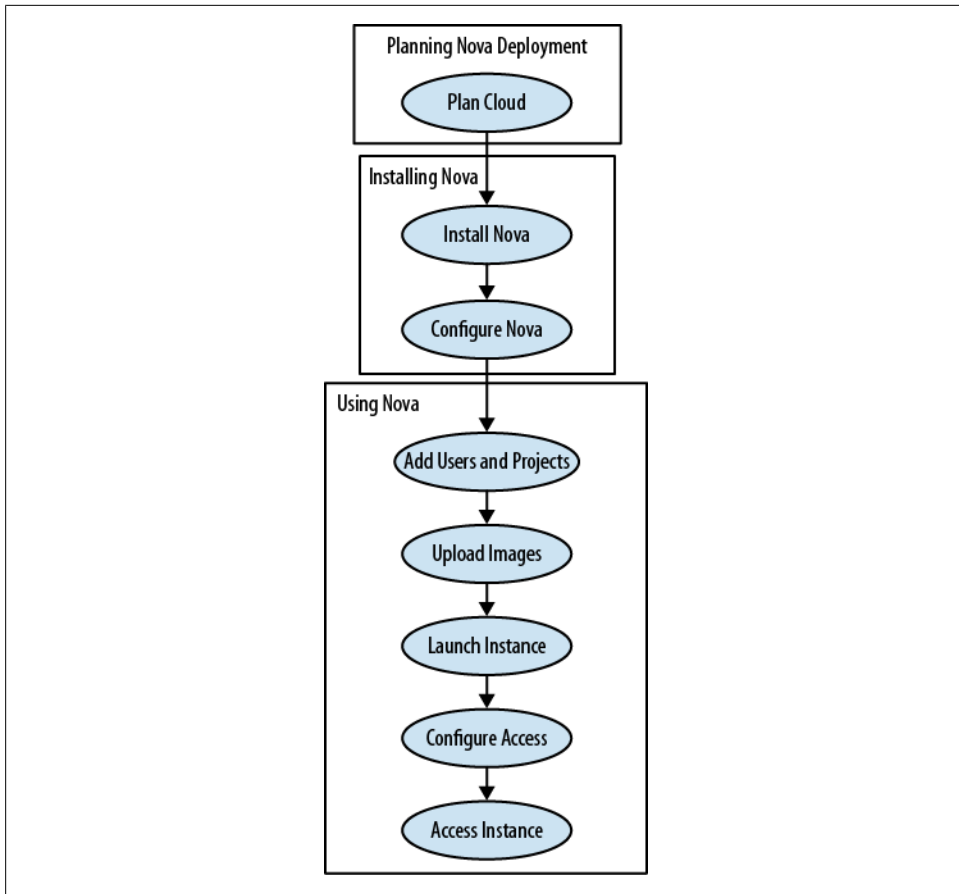 Planning Nova Deployment
Plan Cloud
Installing Nova
Install Nova
Configure Nova
Using Nova
Add Users and Projects
Upload Images
Launch Instance
Configure Access
Access Instance